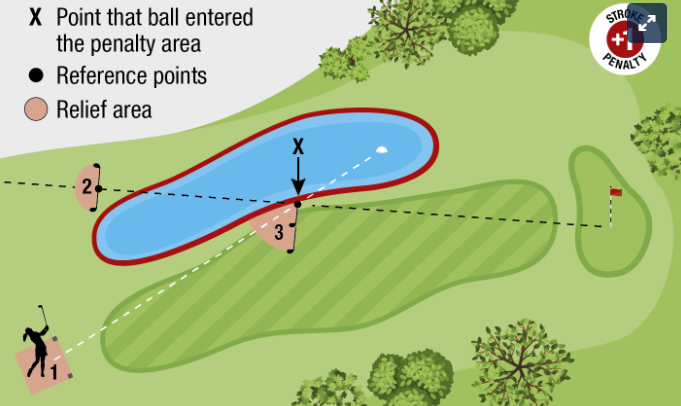 X Point that ball entered
the penalty area
Reference points
Relief area
STROKE
+1
PENALTY
X
2
3
1